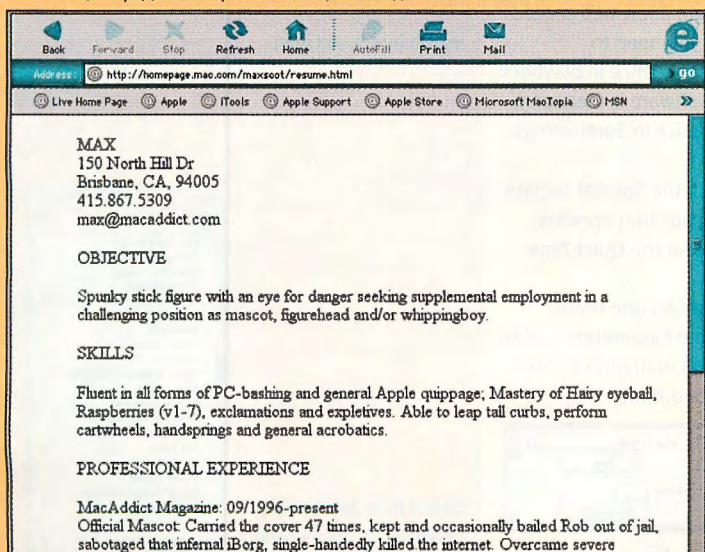 Back Forward Stop Refresh Home AutoFill Print Mail
Address: http://homepage.mac.com/maxscot/resume.html go
Live Home Page Apple iTools Apple Support Apple Store Microsoft MacTopia MSN
MAX
150 North Hill Dr
Brisbane, CA, 94005
415.867.5309
max@macaddict.com
OBJECTIVE
Spunky stick figure with an eye for danger seeking supplemental employment in a
challenging position as mascot, figurehead and/or whippingboy.
SKILLS
Fluent in all forms of PC-bashing and general Apple quippage; Mastery of Hairy eyeball,
Raspberries (v1-7), exclamations and expletives. Able to leap tall curbs, perform
cartwheels, handsprings and general acrobatics.
PROFESSIONAL EXPERIENCE
MacAddict Magazine: 09/1996-present
Official Mascot: Carried the cover 47 times, kept and occasionally bailed Rob out of jail,
sabotaged that infernal iBorg, single-handedly killed the internet. Overcame severe